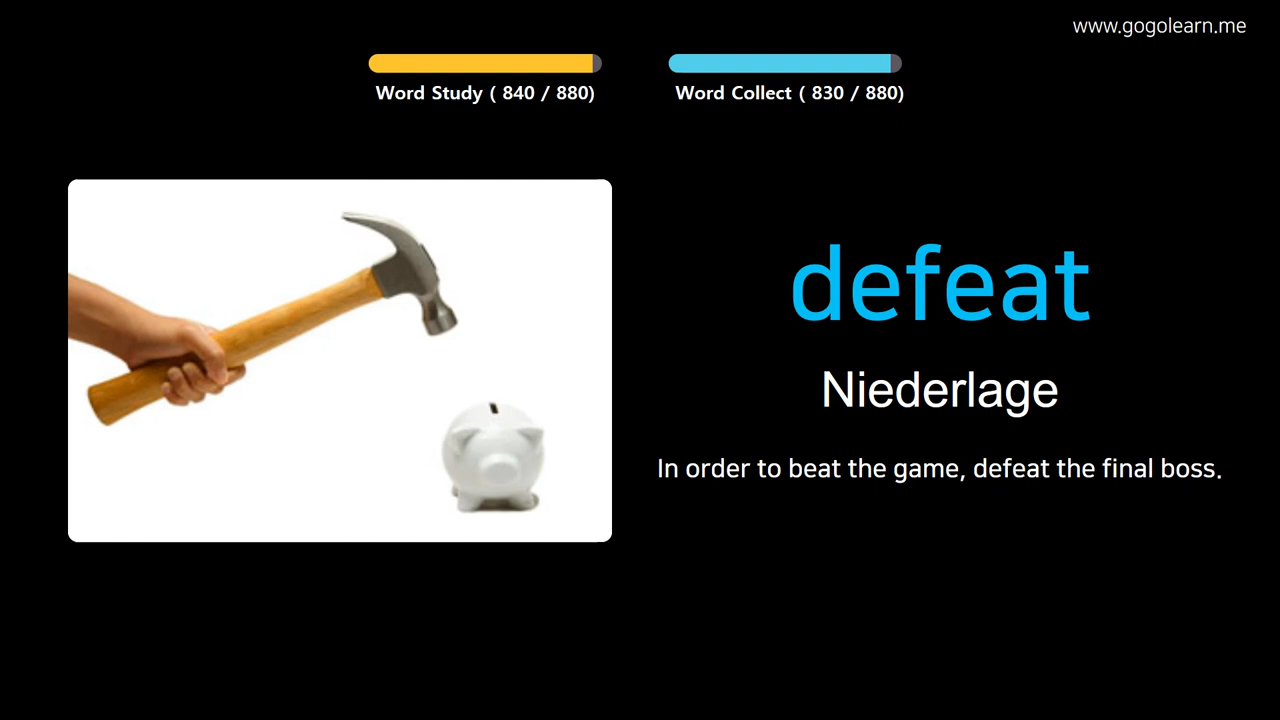 www.gogolearn.me
Word Study ( 840 / 880)
Word Collect ( 830 / 880)
defeat
Niederlage
In order to beat the game, defeat the final boss.